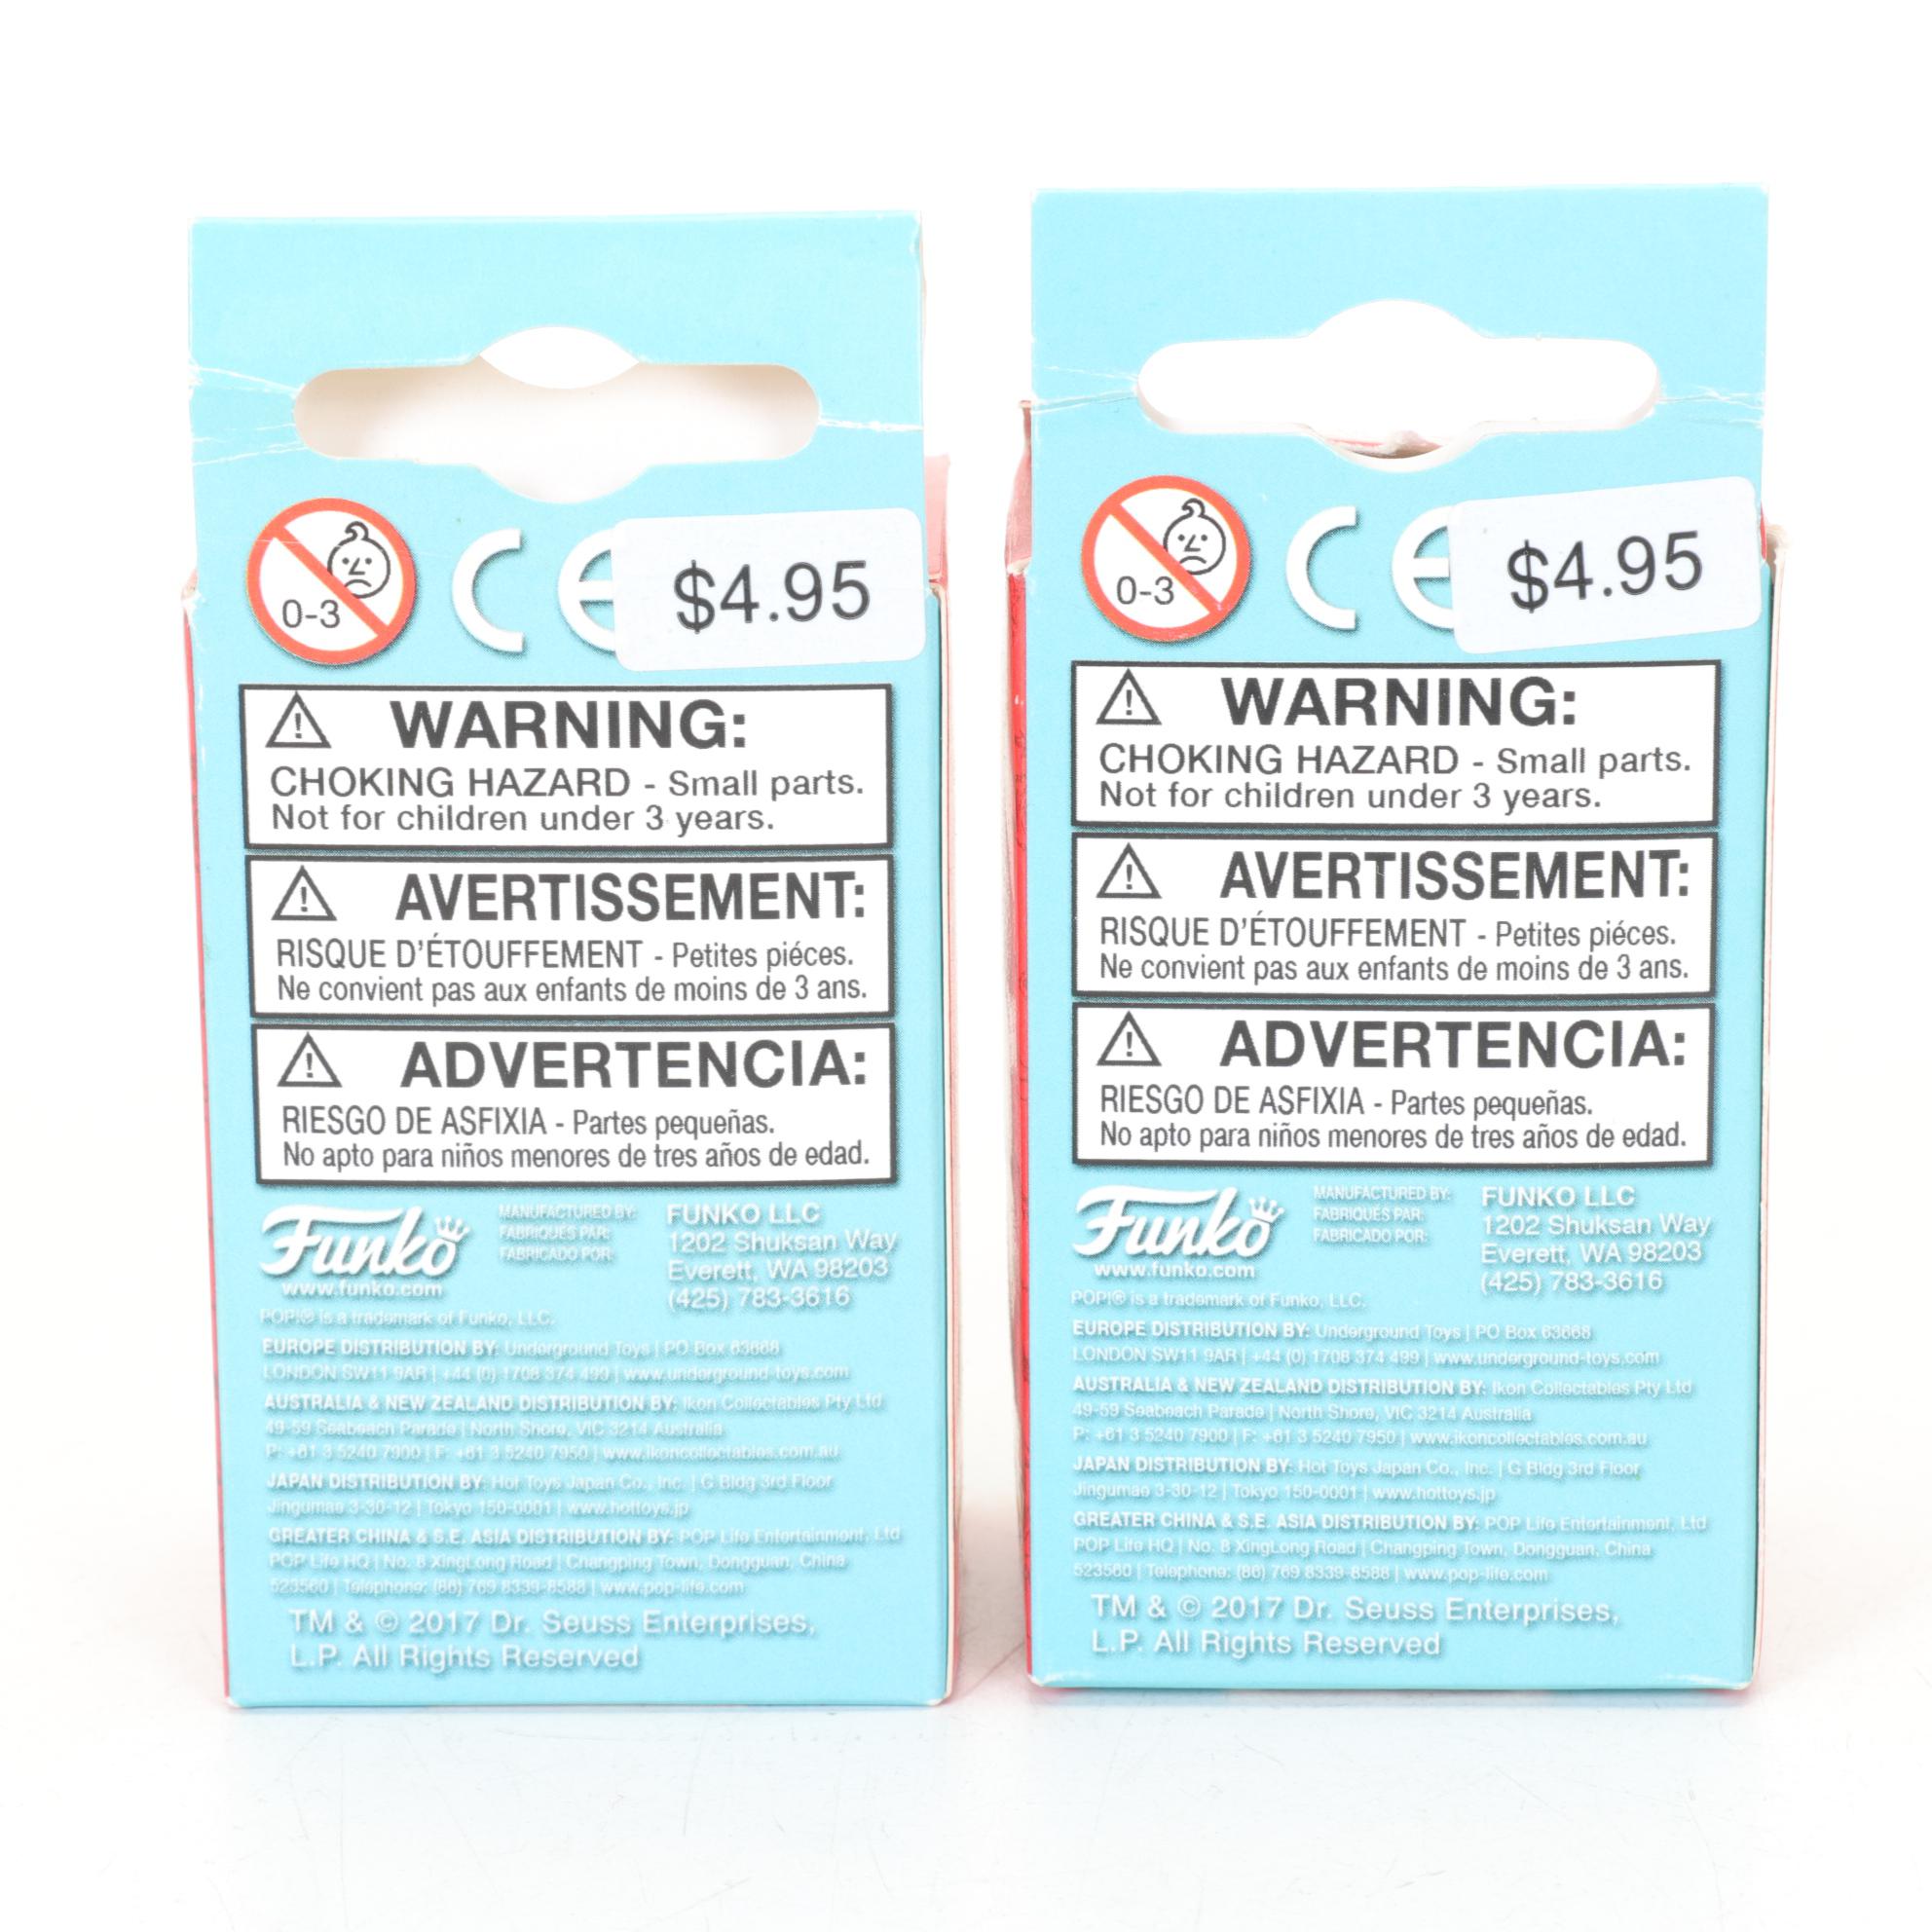 0-3
CE
$4.95
WARNING:
CHOKING HAZARD - Small parts.
Not for children under 3 years.
AVERTISSEMENT:
RISQUE D'ÉTOUFFEMENT - Petites piéces.
Ne convient pas aux enfants de moins de 3 ans.
ADVERTENCIA:
RIESGO DE ASFIXIA - Partes pequeñas.
No apto para niños menores de tres años de edad.
Funko
www.funko.com
MANUFACTURED BY:
FABRIQUÉS PAR:
FABRICADO POR:
FUNKO LLC
1202 Shuksan Way
Everett, WA 98203
(425) 783-3616
POP!® is a trademark of Funko, LLC.
EUROPE DISTRIBUTION BY: Underground Toys | PO Box 63668
LONDON SW11 9AR | +44 (0) 1708 374 499 | www.underground-toys.com
AUSTRALIA & NEW ZEALAND DISTRIBUTION BY: Ikon Collectables Pty Ltd
49-59 Seabeach Parade | North Shore, VIC 3214 Australia
P: +61 3 5240 7900 | F: +61 3 5240 7950 | www.ikoncollectables.com.au
JAPAN DISTRIBUTION BY: Hot Toys Japan Co., Inc. | G Bldg 3rd Floor
Jingumae 3-30-12 | Tokyo 150-0001 | www.hottoys.jp
GREATER CHINA & S.E. ASIA DISTRIBUTION BY: POP Life Entertainment, Ltd
POP Life HQ | No. 8 XingLong Road | Changping Town, Dongguan, China
523560 | Telephone: (86) 769 8339-8588 | www.pop-life.com
TM & © 2017 Dr. Seuss Enterprises,
L.P. All Rights Reserved
0-3
CE
$4.95
WARNING:
CHOKING HAZARD - Small parts.
Not for children under 3 years.
AVERTISSEMENT:
RISQUE D'ÉTOUFFEMENT - Petites piéces.
Ne convient pas aux enfants de moins de 3 ans.
ADVERTENCIA:
RIESGO DE ASFIXIA - Partes pequeñas.
No apto para niños menores de tres años de edad.
Funko
www.funko.com
MANUFACTURED BY:
FABRIQUÉS PAR:
FABRICADO POR:
FUNKO LLC
1202 Shuksan Way
Everett, WA 98203
(425) 783-3616
POP!® is a trademark of Funko, LLC.
EUROPE DISTRIBUTION BY: Underground Toys | PO Box 63668
LONDON SW11 9AR | +44 (0) 1708 374 499 | www.underground-toys.com
AUSTRALIA & NEW ZEALAND DISTRIBUTION BY: Ikon Collectables Pty Ltd
49-59 Seabeach Parade | North Shore, VIC 3214 Australia
P: +61 3 5240 7900 | F: +61 3 5240 7950 | www.ikoncollectables.com.au
JAPAN DISTRIBUTION BY: Hot Toys Japan Co., Inc. | G Bldg 3rd Floor
Jingumae 3-30-12 | Tokyo 150-0001 | www.hottoys.jp
GREATER CHINA & S.E. ASIA DISTRIBUTION BY: POP Life Entertainment, Ltd
POP Life HQ | No. 8 XingLong Road | Changping Town, Dongguan, China
523560 | Telephone: (86) 769 8339-8588 | www.pop-life.com
TM & © 2017 Dr. Seuss Enterprises,
L.P. All Rights Reserved